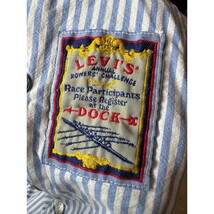 LEVI'S
ANNUAL
ROWERS' CHALLENGE
Race Participants
Please Register
at the
DOCK